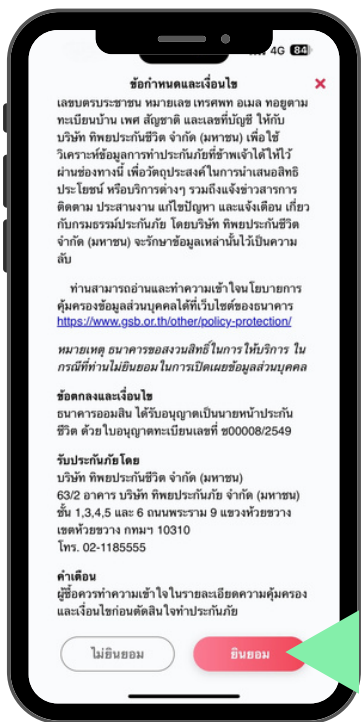 4G 84
ข้อกำหนดและเงื่อนไข
เลขบัตรประชาชน หมายเลขโทรศัพท์ อีเมล ที่อยู่ตาม
ทะเบียนบ้าน เพศ สัญชาติ และเลขที่บัญชี ให้กับ
บริษัท ทิพยประกันชีวิต จำกัด (มหาชน) เพื่อใช้
วิเคราะห์ข้อมูลการทำประกันภัยที่ข้าพเจ้าได้ให้ไว้
ผ่านช่องทางนี้ เพื่อวัตถุประสงค์ในการนำเสนอสิทธิ
ประโยชน์ หรือบริการต่างๆ รวมถึงแจ้งข่าวสารการ
ติดตาม ประสานงาน แก้ไขปัญหา และแจ้งเตือน เกี่ยว
กับกรมธรรม์ประกันภัย โดยบริษัท ทิพยประกันชีวิต
จำกัด (มหาชน) จะรักษาข้อมูลเหล่านั้นไว้เป็นความ
ลับ
ท่านสามารถอ่านและทำความเข้าใจนโยบายการ
คุ้มครองข้อมูลส่วนบุคคลได้ที่เว็บไซต์ของธนาคาร
https://www.gsb.or.th/other/policy-protection/
หมายเหตุ ธนาคารขอสงวนสิทธิ์ในการให้บริการ ใน
กรณีที่ท่านไม่ยินยอมในการเปิดเผยข้อมูลส่วนบุคคล
ข้อตกลงและเงื่อนไข
ธนาคารออมสิน ได้รับอนุญาตเป็นนายหน้าประกัน
ชีวิต ด้วยใบอนุญาตทะเบียนเลขที่ ช00008/2549
รับประกันภัยโดย
บริษัท ทิพยประกันชีวิต จำกัด (มหาชน)
63/2 อาคาร บริษัท ทิพยประกันภัย จำกัด (มหาชน)
ชั้น 1,3,4,5 และ 6 ถนนพระราม 9 แขวงห้วยขวาง
เขตห้วยขวาง กทมฯ 10310
โทร. 02-1185555
คำเตือน
ผู้ซื้อควรทำความเข้าใจในรายละเอียดความคุ้มครอง
และเงื่อนไขก่อนตัดสินใจทำประกันภัย
ไม่ยินยอม
ยินยอม